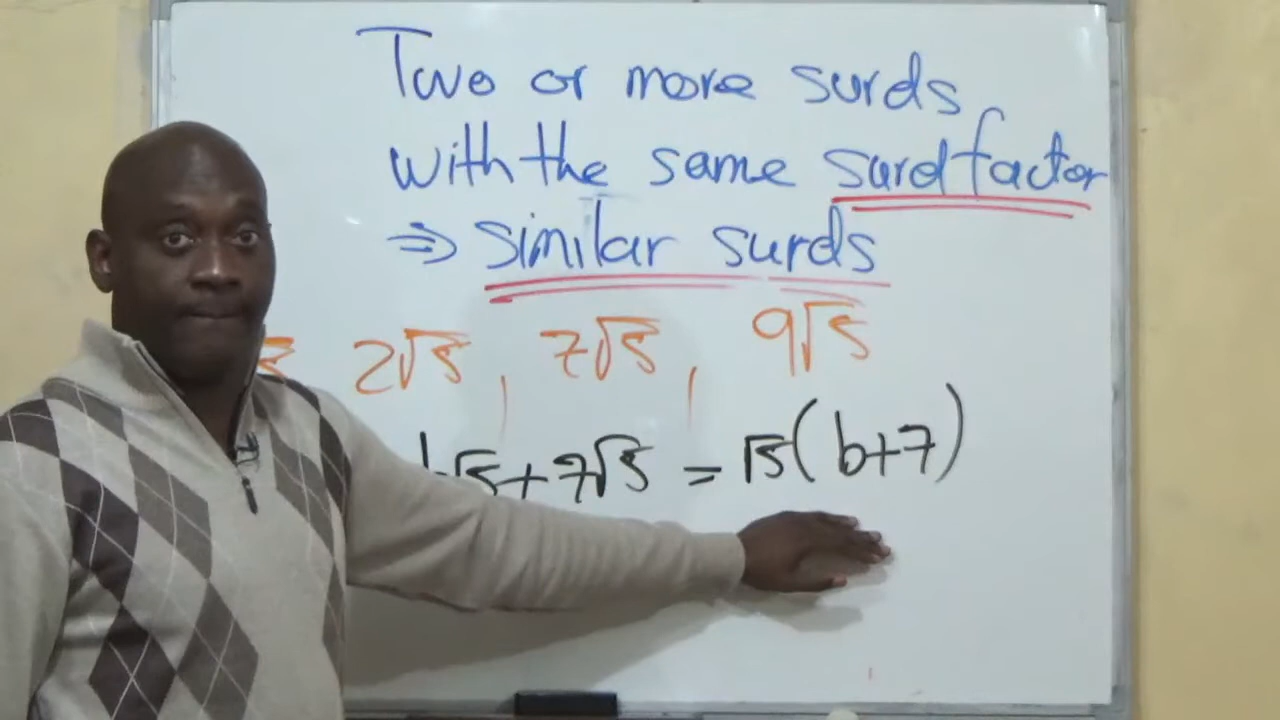 Two or more surds
with the same surd factor
⇒ similar surds
2√5 , 7√5 , 9√5
b√5 + 7√5 = √5(b+7)